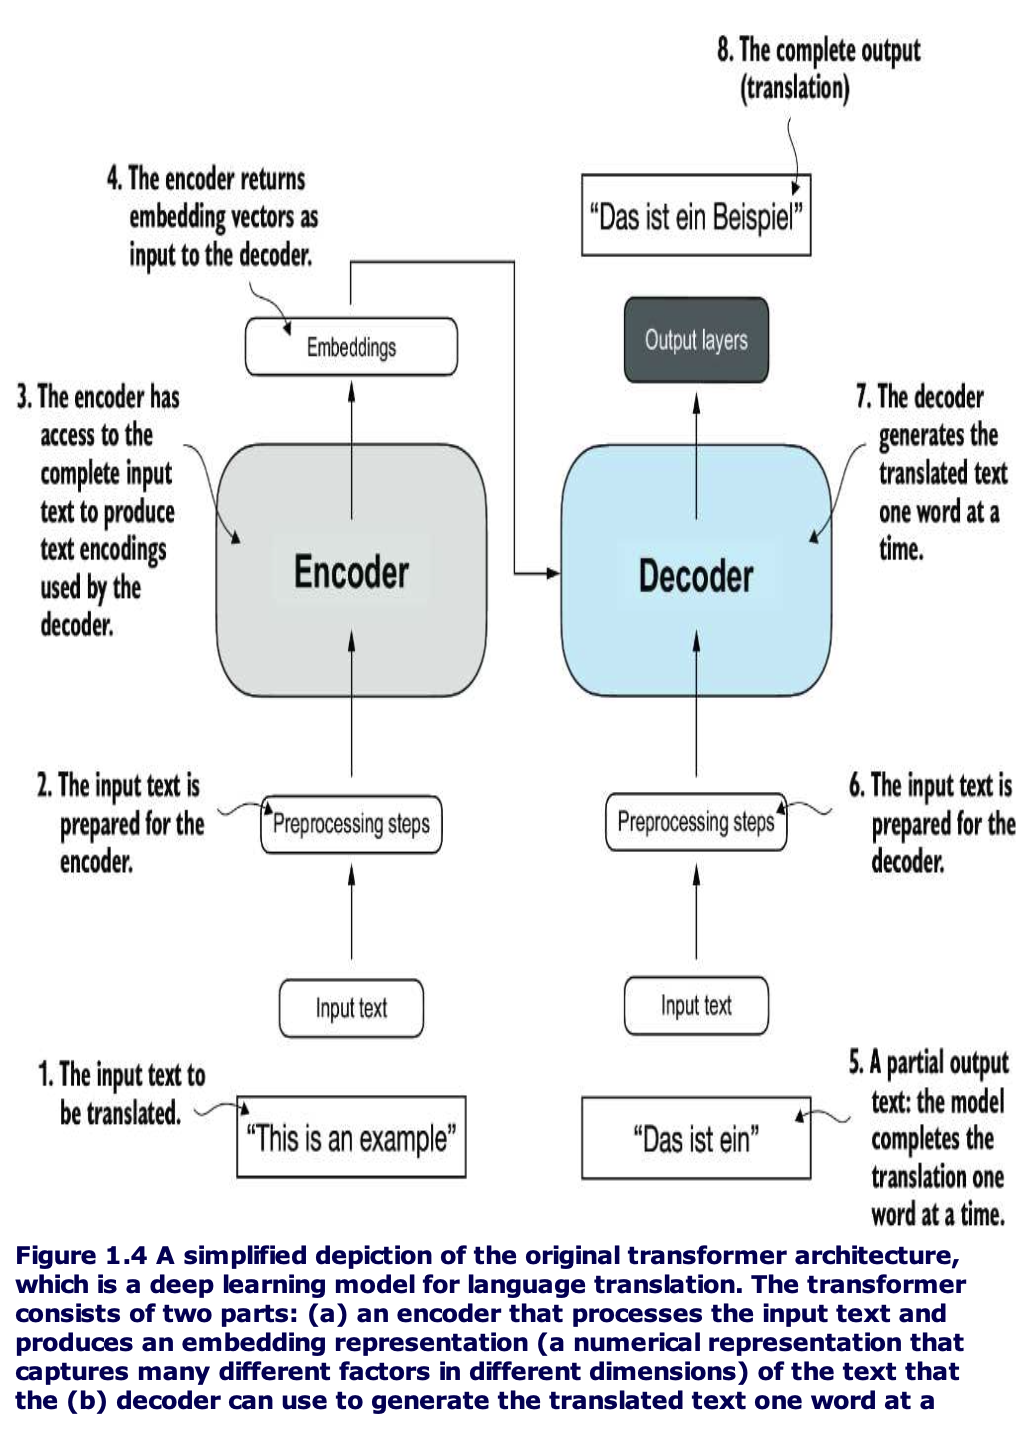 8. The complete output
(translation)
4. The encoder returns
embedding vectors as
input to the decoder.
“Das ist ein Beispiel”
Embeddings
Output layers
3. The encoder has
access to the
complete input
text to produce
text encodings
used by the
decoder.
7. The decoder
generates the
translated text
one word at a
time.
Encoder
Decoder
2. The input text is
prepared for the
encoder.
Preprocessing steps
Preprocessing steps
6. The input text is
prepared for the
decoder.
Input text
Input text
1. The input text to
be translated.
5. A partial output
text: the model
completes the
translation one
word at a time.
“This is an example”
“Das ist ein”
Figure 1.4 A simplified depiction of the original transformer architecture,
which is a deep learning model for language translation. The transformer
consists of two parts: (a) an encoder that processes the input text and
produces an embedding representation (a numerical representation that
captures many different factors in different dimensions) of the text that
the (b) decoder can use to generate the translated text one word at a